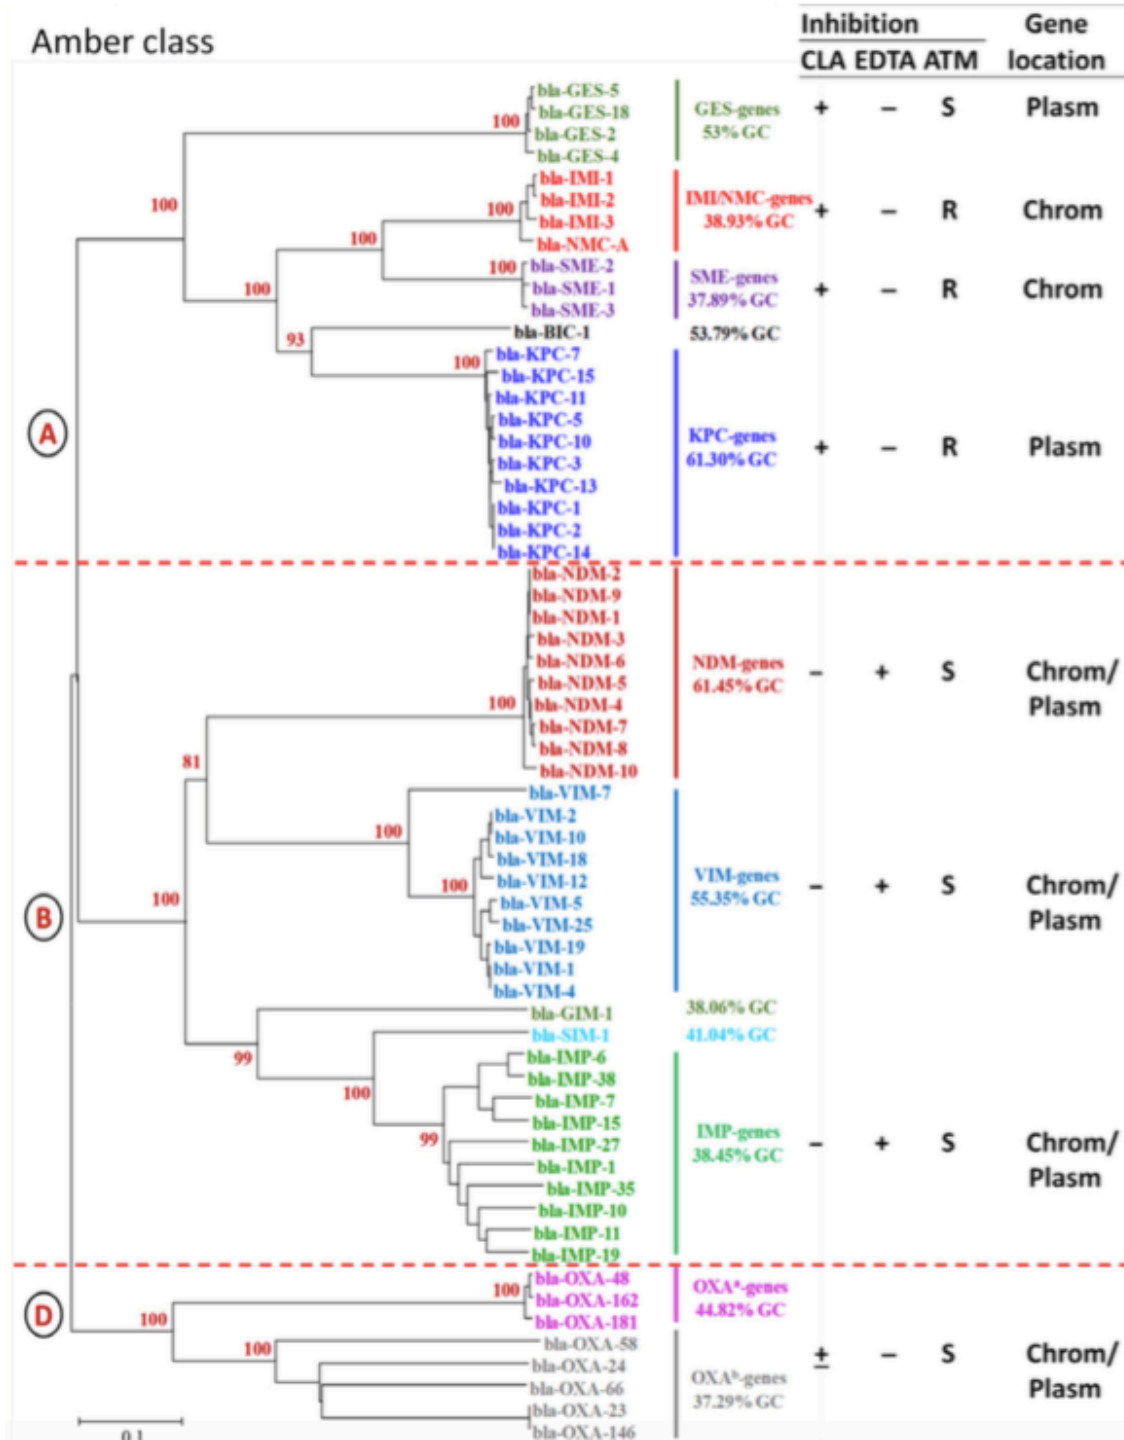 Amber class
Inhibition
Gene
CLA EDTA ATM
location
bla-GES-5
bla-GES-18
bla-GES-2
bla-GES-4
100
GES-genes
53% GC
+ – S Plasm
bla-IMI-1
bla-IMI-2
bla-IMI-3
bla-NMC-A
100
IMI/NMC-genes
38.93% GC
+ – R Chrom
100
100
bla-SME-2
bla-SME-1
bla-SME-3
100
SME-genes
37.89% GC
+ – R Chrom
100
93
bla-BIC-1
53.79% GC
bla-KPC-7
bla-KPC-15
bla-KPC-11
bla-KPC-5
bla-KPC-10
bla-KPC-3
bla-KPC-13
bla-KPC-1
bla-KPC-2
bla-KPC-14
100
A
KPC-genes
61.30% GC
+ – R Plasm
bla-NDM-2
bla-NDM-9
bla-NDM-1
bla-NDM-3
bla-NDM-6
bla-NDM-5
bla-NDM-4
bla-NDM-7
bla-NDM-8
bla-NDM-10
100
NDM-genes
61.45% GC
– + S Chrom/
Plasm
81
bla-VIM-7
bla-VIM-2
bla-VIM-10
bla-VIM-18
bla-VIM-12
bla-VIM-5
bla-VIM-25
bla-VIM-19
bla-VIM-1
bla-VIM-4
100
100
100
B
VIM-genes
55.35% GC
– + S Chrom/
Plasm
bla-GIM-1
38.06% GC
bla-SIM-1
41.04% GC
99
100
99
bla-IMP-6
bla-IMP-38
bla-IMP-7
bla-IMP-15
bla-IMP-27
bla-IMP-1
bla-IMP-35
bla-IMP-10
bla-IMP-11
bla-IMP-19
IMP-genes
38.45% GC
– + S Chrom/
Plasm
D
100
100
bla-OXA-48
bla-OXA-162
bla-OXA-181
OXAᵃ-genes
44.82% GC
100
bla-OXA-58
bla-OXA-24
bla-OXA-66
bla-OXA-23
bla-OXA-146
OXAᵇ-genes
37.29% GC
± – S Chrom/
Plasm
0.1